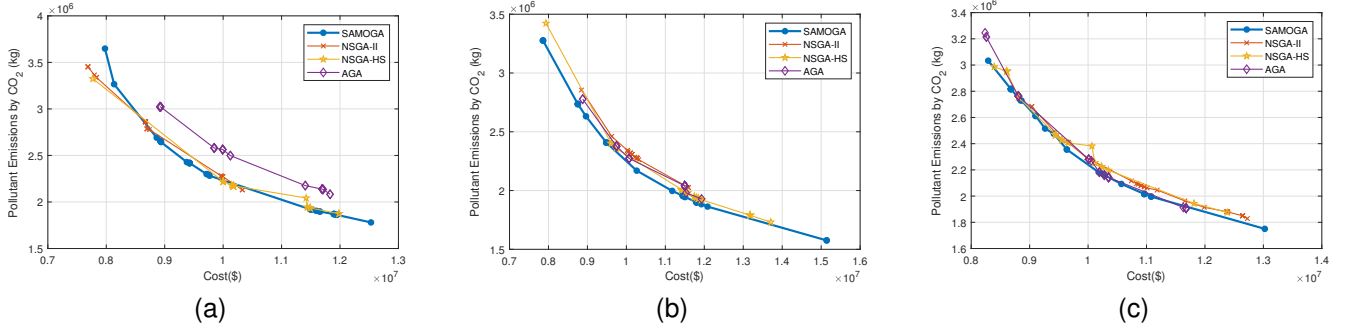 ×10⁶
4
3.5
3
2.5
2
1.5
Pollutant Emissions by CO₂ (kg)
0.7
0.8
0.9
1
1.1
1.2
1.3
Cost($)
×10⁷
SAMOGA
NSGA-II
NSGA-HS
AGA
(a)
×10⁶
3.5
3
2.5
2
1.5
Pollutant Emissions by CO₂ (kg)
0.7
0.8
0.9
1
1.1
1.2
1.3
1.4
1.5
1.6
Cost($)
×10⁷
SAMOGA
NSGA-II
NSGA-HS
AGA
(b)
×10⁶
3.4
3.2
3
2.8
2.6
2.4
2.2
2
1.8
1.6
Pollutant Emissions by CO₂ (kg)
0.8
0.9
1
1.1
1.2
1.3
1.4
Cost($)
×10⁷
SAMOGA
NSGA-II
NSGA-HS
AGA
(c)